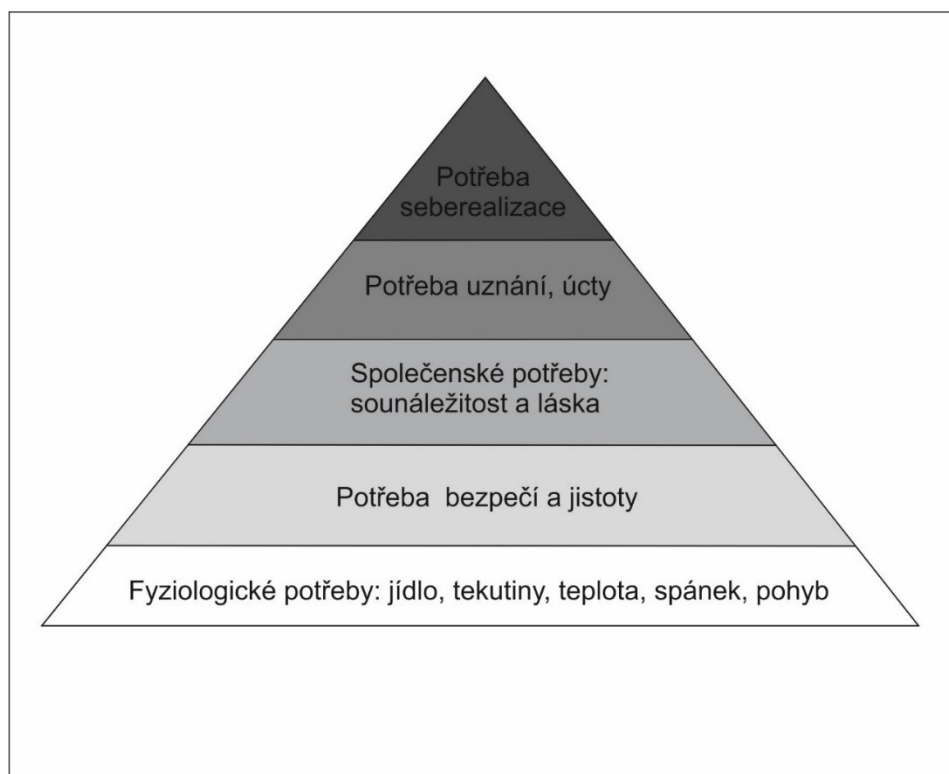 Potřeba
seberealizace
Potřeba uznání, úcty
Společenské potřeby:
sounáležitost a láska
Potřeba  bezpečí a jistoty
Fyziologické potřeby: jídlo, tekutiny, teplota, spánek, pohyb